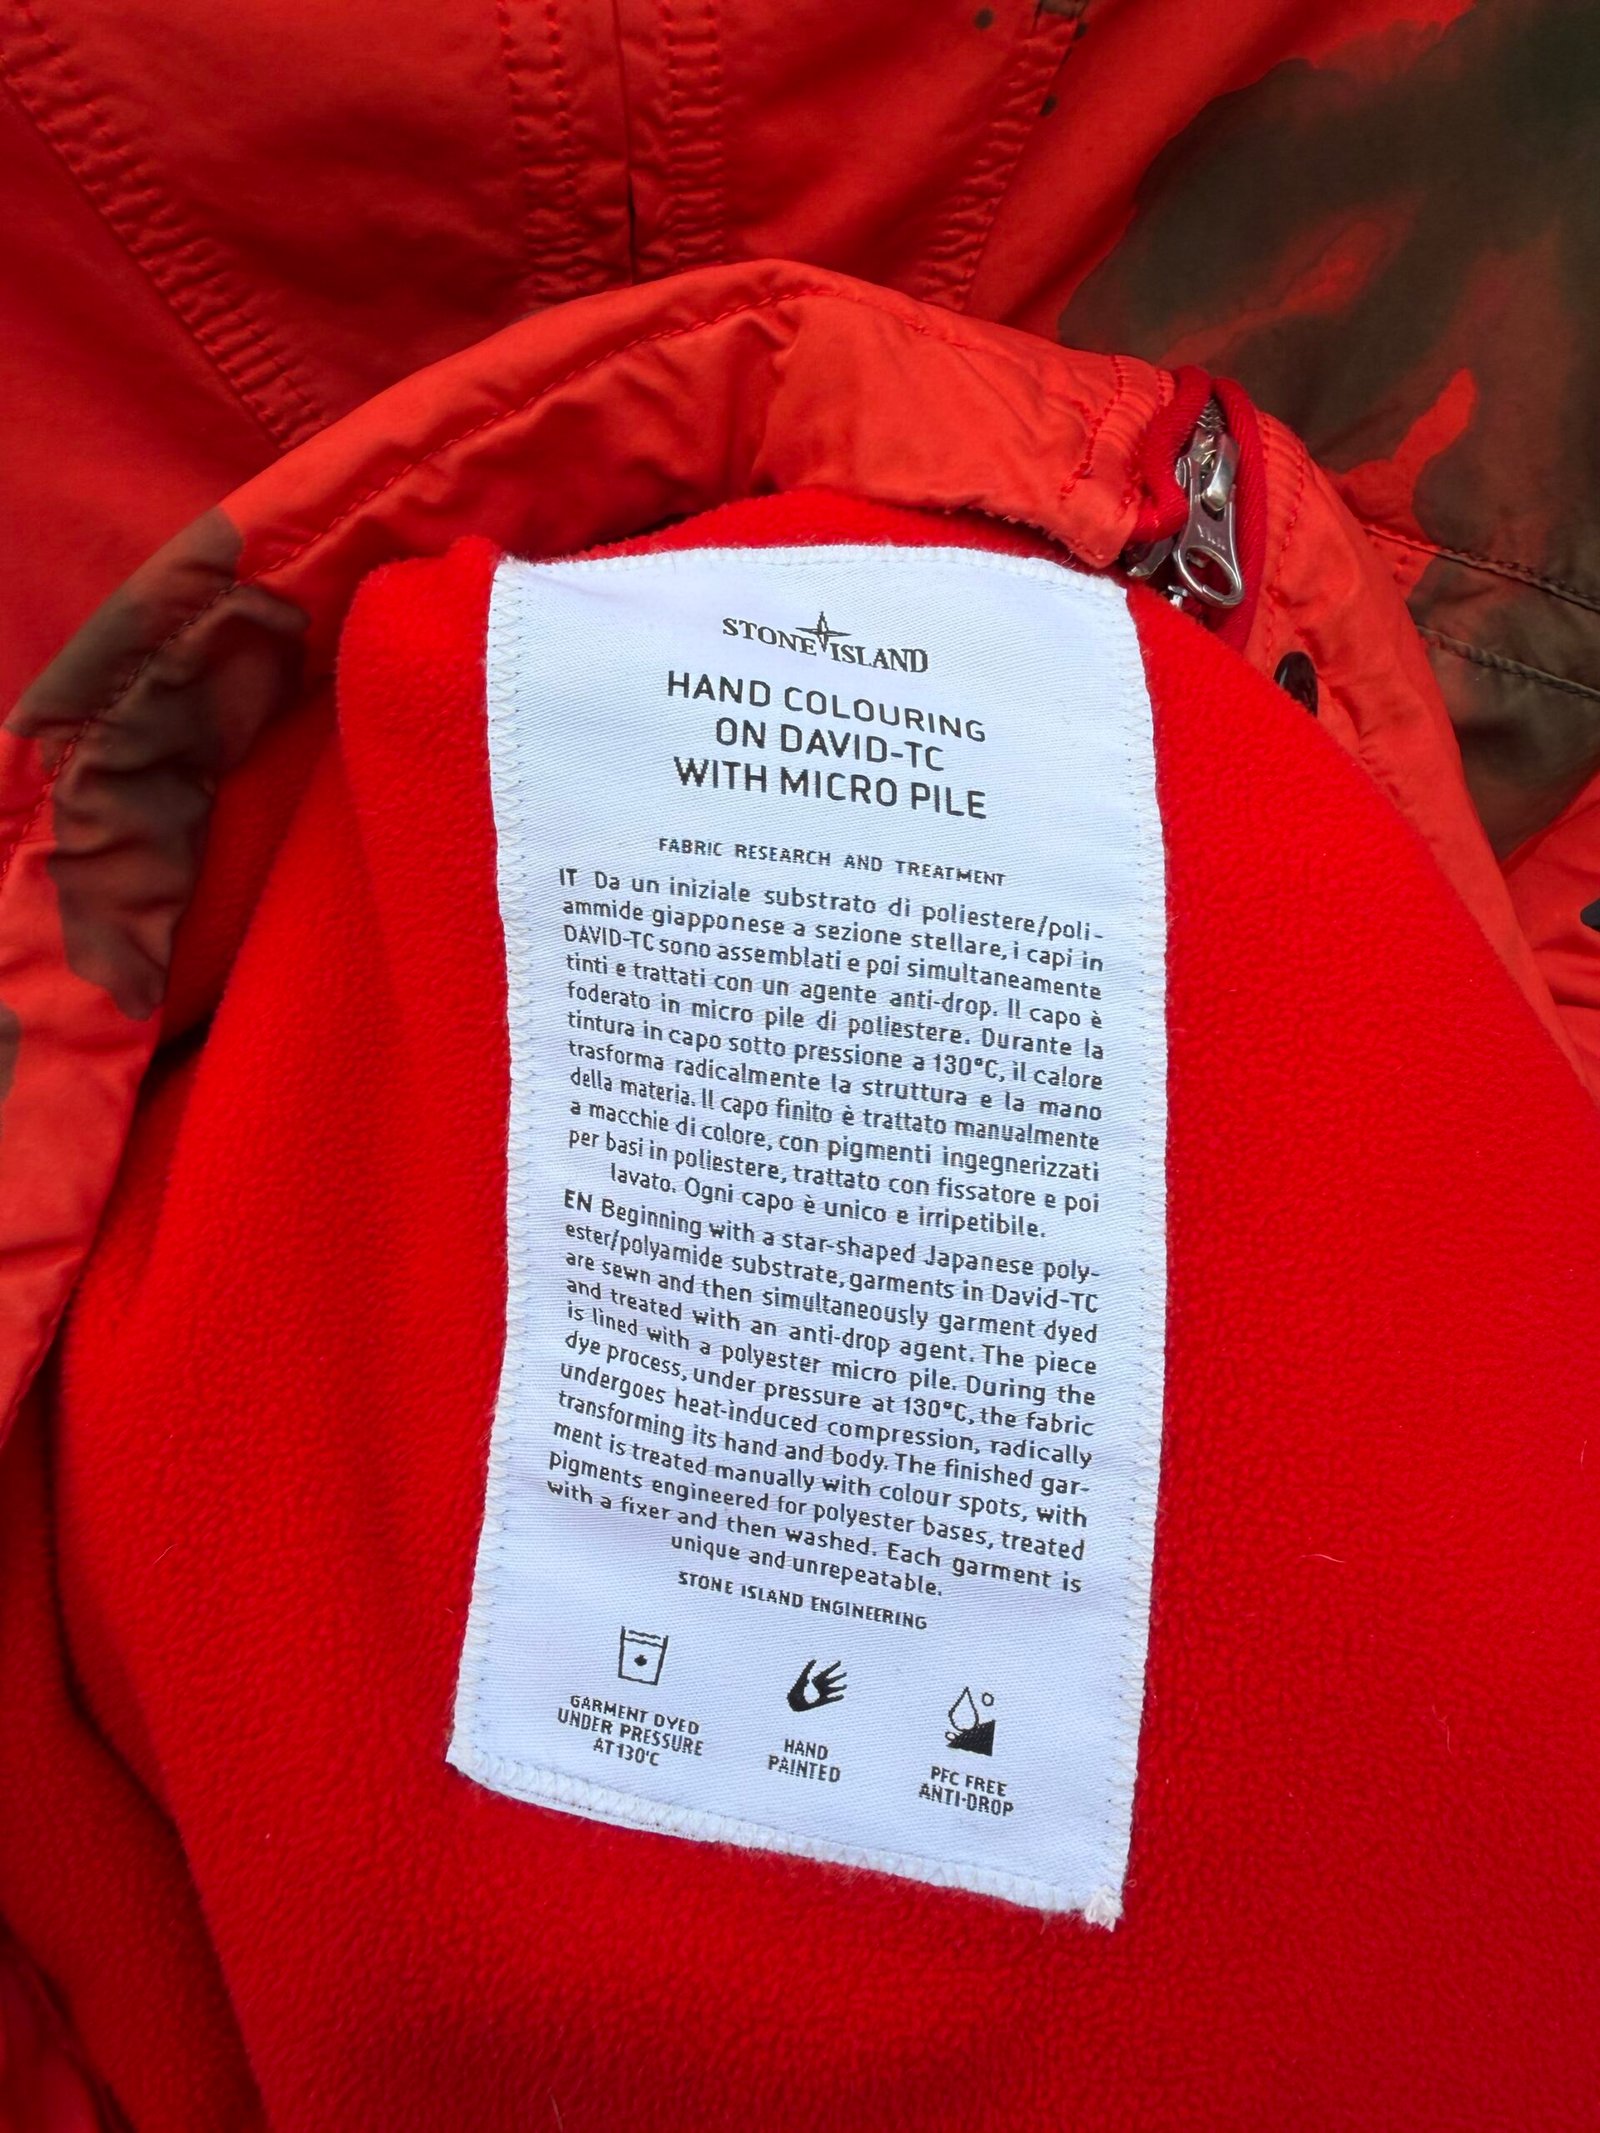 STONE ISLAND
HAND COLOURING
ON DAVID-TC
WITH MICRO PILE
FABRIC RESEARCH AND TREATMENT
IT Da un iniziale substrato di poliestere/poli-
ammide giapponese a sezione stellare, i capi in
DAVID-TC sono assemblati e poi simultaneamente
tinti e trattati con un agente anti-drop. Il capo è
foderato in micro pile di poliestere. Durante la
tintura in capo sotto pressione a 130°C, il calore
trasforma radicalmente la struttura e la mano
della materia. Il capo finito è trattato manualmente
a macchie di colore, con pigmenti ingegnerizzati
per basi in poliestere, trattato con fissatore e poi
lavato. Ogni capo è unico e irripetibile.
EN Beginning with a star-shaped Japanese poly-
ester/polyamide substrate, garments in David-TC
are sewn and then simultaneously garment dyed
and treated with an anti-drop agent. The piece
is lined with a polyester micro pile. During the
dye process, under pressure at 130°C, the fabric
undergoes heat-induced compression, radically
transforming its hand and body. The finished gar-
ment is treated manually with colour spots, with
pigments engineered for polyester bases, treated
with a fixer and then washed. Each garment is
unique and unrepeatable.
STONE ISLAND ENGINEERING
GARMENT DYED
UNDER PRESSURE
AT 130°C
HAND
PAINTED
PFC FREE
ANTI-DROP